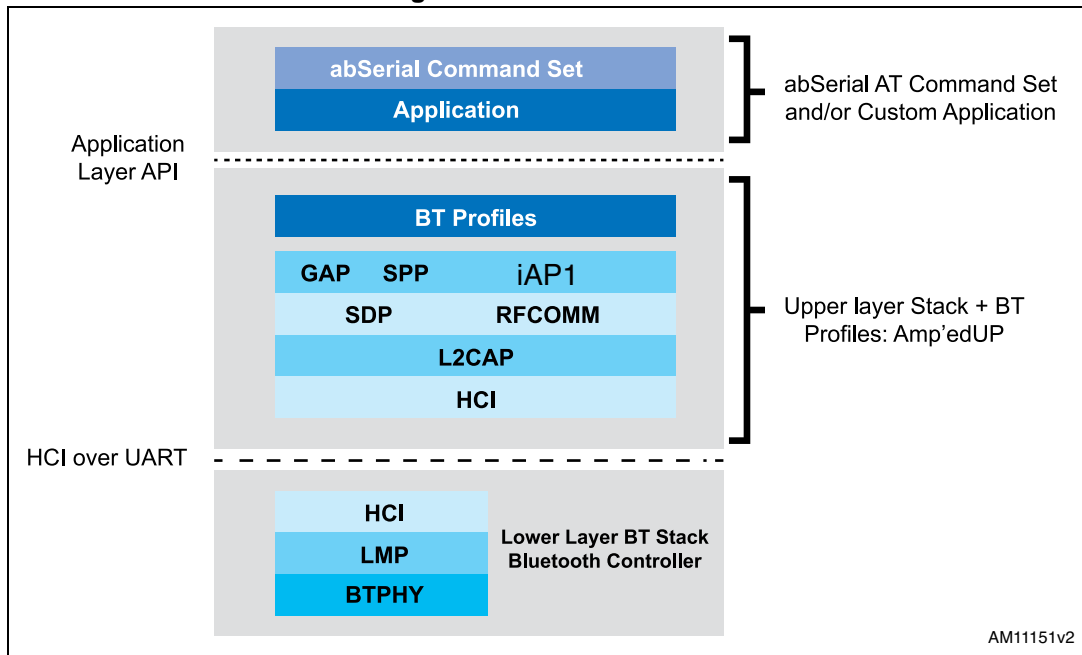 abSerial Command Set
Application
abSerial AT Command Set
and/or Custom Application
Application
Layer API
BT Profiles
GAP SPP iAP1
SDP RFCOMM
L2CAP
HCI
Upper layer Stack + BT
Profiles: Amp'edUP
HCI over UART
HCI
LMP
BTPHY
Lower Layer BT Stack
Bluetooth Controller
AM11151v2